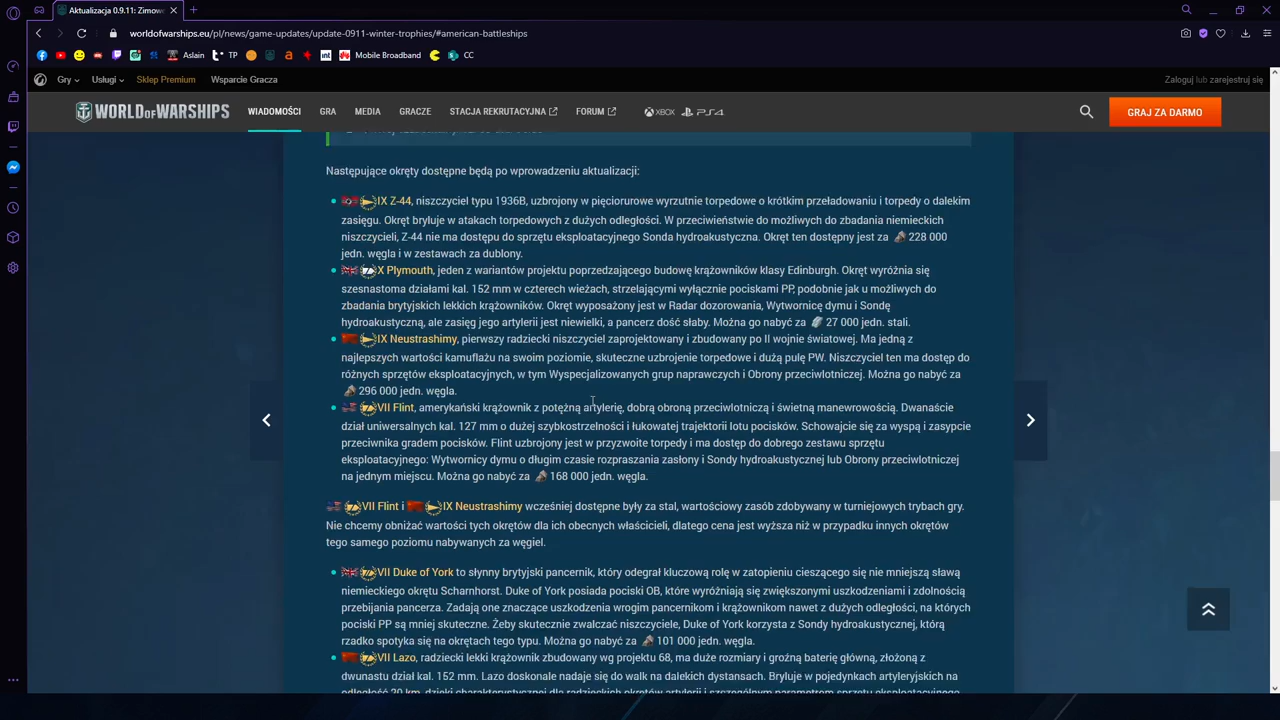 Aktualizacja 0.9.11: Zimow
worldofwarships.eu/pl/news/game-updates/update-0911-winter-trophies/#american-battleships
Aslain
TP
int
Mobile Broadband
CC
Gry
Usługi
Sklep Premium
Wsparcie Gracza
Zaloguj lub zarejestruj się
WORLD OF WARSHIPS
WIADOMOŚCI
GRA
MEDIA
GRACZE
STACJA REKRUTACYJNA
FORUM
XBOX
PS4
GRAJ ZA DARMO
Następujące okręty dostępne będą po wprowadzeniu aktualizacji:
IX Z-44, niszczyciel typu 1936B, uzbrojony w pięciorurowe wyrzutnie torpedowe o krótkim przeładowaniu i torpedy o dalekim
zasięgu. Okręt bryluje w atakach torpedowych z dużych odległości. W przeciwieństwie do możliwych do zbadania niemieckich
niszczycieli, Z-44 nie ma dostępu do sprzętu eksploatacyjnego Sonda hydroakustyczna. Okręt ten dostępny jest za 228 000
jedn. węgla i w zestawach za dublony.
X Plymouth, jeden z wariantów projektu poprzedzającego budowę krążowników klasy Edinburgh. Okręt wyróżnia się
szesnastoma działami kal. 152 mm w czterech wieżach, strzelającymi wyłącznie pociskami PP, podobnie jak u możliwych do
zbadania brytyjskich lekkich krążowników. Okręt wyposażony jest w Radar dozorowania, Wytwornicę dymu i Sondę
hydroakustyczną, ale zasięg jego artylerii jest niewielki, a pancerz dość słaby. Można go nabyć za 27 000 jedn. stali.
IX Neustrashimy, pierwszy radziecki niszczyciel zaprojektowany i zbudowany po II wojnie światowej. Ma jedną z
najlepszych wartości kamuflażu na swoim poziomie, skuteczne uzbrojenie torpedowe i dużą pulę PW. Niszczyciel ten ma dostęp do
różnych sprzętów eksploatacyjnych, w tym Wyspecjalizowanych grup naprawczych i Obrony przeciwlotniczej. Można go nabyć za
296 000 jedn. węgla.
VII Flint, amerykański krążownik z potężną artylerię, dobrą obroną przeciwlotniczą i świetną manewrowością. Dwanaście
dział uniwersalnych kal. 127 mm o dużej szybkostrzelności i łukowatej trajektorii lotu pocisków. Schowajcie się za wyspą i zasypcie
przeciwnika gradem pocisków. Flint uzbrojony jest w przyzwoite torpedy i ma dostęp do dobrego zestawu sprzętu
eksploatacyjnego: Wytwornicy dymu o długim czasie rozpraszania zasłony i Sondy hydroakustycznej lub Obrony przeciwlotniczej
na jednym miejscu. Można go nabyć za 168 000 jedn. węgla.
VII Flint i IX Neustrashimy wcześniej dostępne były za stal, wartościowy zasób zdobywany w turniejowych trybach gry.
Nie chcemy obniżać wartości tych okrętów dla ich obecnych właścicieli, dlatego cena jest wyższa niż w przypadku innych okrętów
tego samego poziomu nabywanych za węgiel.
VII Duke of York to słynny brytyjski pancernik, który odegrał kluczową rolę w zatopieniu cieszącego się nie mniejszą sławą
niemieckiego okrętu Scharnhorst. Duke of York posiada pociski OB, które wyróżniają się zwiększonymi uszkodzeniami i zdolnością
przebijania pancerza. Zadają one znaczące uszkodzenia wrogim pancernikom i krążownikom nawet z dużych odległości, na których
pociski PP są mniej skuteczne. Żeby skutecznie zwalczać niszczyciele, Duke of York korzysta z Sondy hydroakustycznej, którą
rzadko spotyka się na okrętach tego typu. Można go nabyć za 101 000 jedn. węgla.
VII Lazo, radziecki lekki krążownik zbudowany wg projektu 68, ma duże rozmiary i groźną baterię główną, złożoną z
dwunastu dział kal. 152 mm. Lazo doskonale nadaje się do walk na dalekich dystansach. Bryluje w pojedynkach artyleryjskich na
odległość 20 km, dzięki charakterystycznej dla radzieckich okrętów artylerii i szczególnym parametrom sprzętu eksploatacyjnego